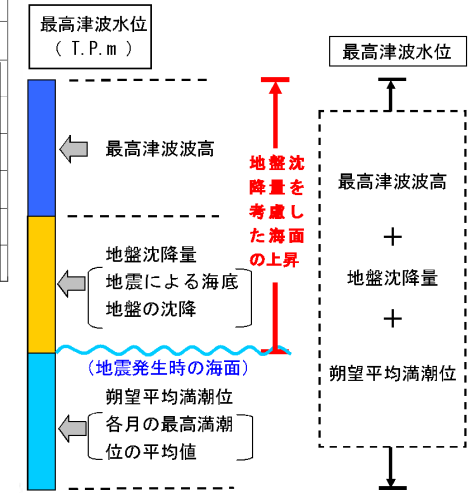 最高津波水位
( T.P.m )
最高津波波高
地盤沈降量
地震による海底
地盤の沈降
(地震発生時の海面)
朔望平均満潮位
各月の最高満潮
位の平均値
地盤沈
降量を
考慮し
た海面
の上昇
最高津波水位
最高津波波高
+
地盤沈降量
+
朔望平均満潮位